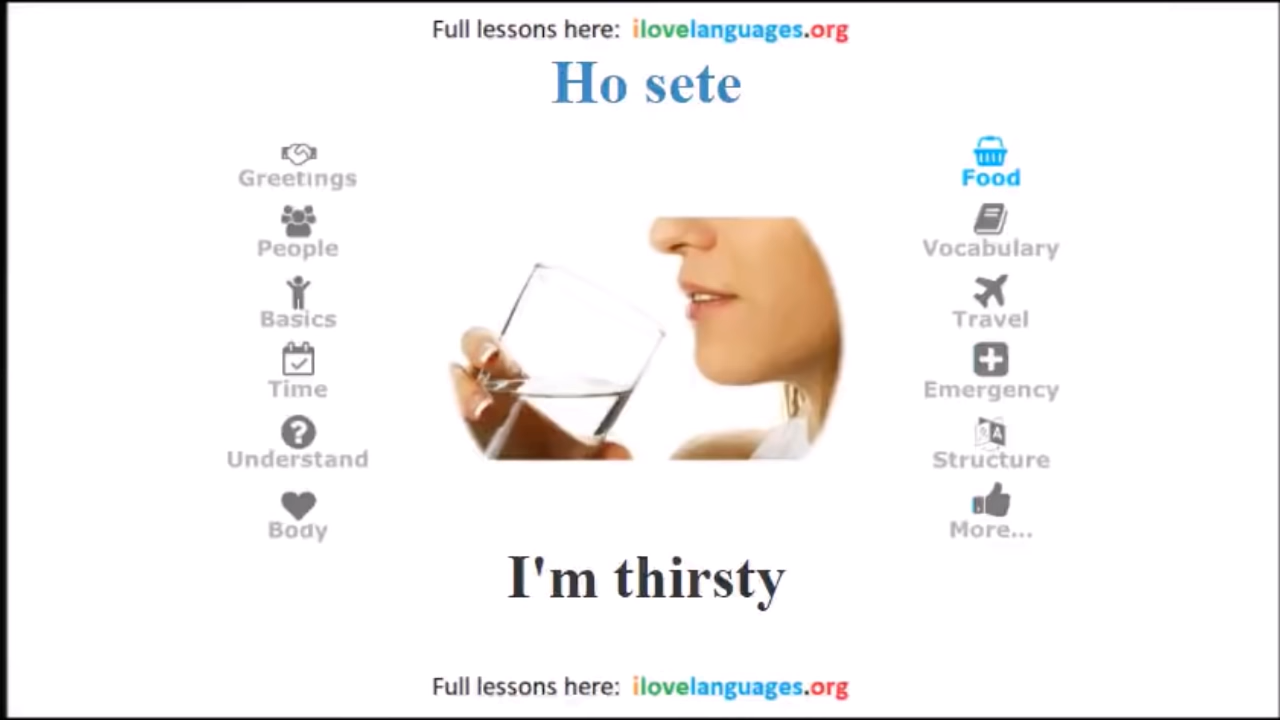 Full lessons here: ilovelanguages.org
Ho sete
Greetings
People
Basics
Time
Understand
Body
Food
Vocabulary
Travel
Emergency
A
Structure
More...
I'm thirsty
Full lessons here: ilovelanguages.org